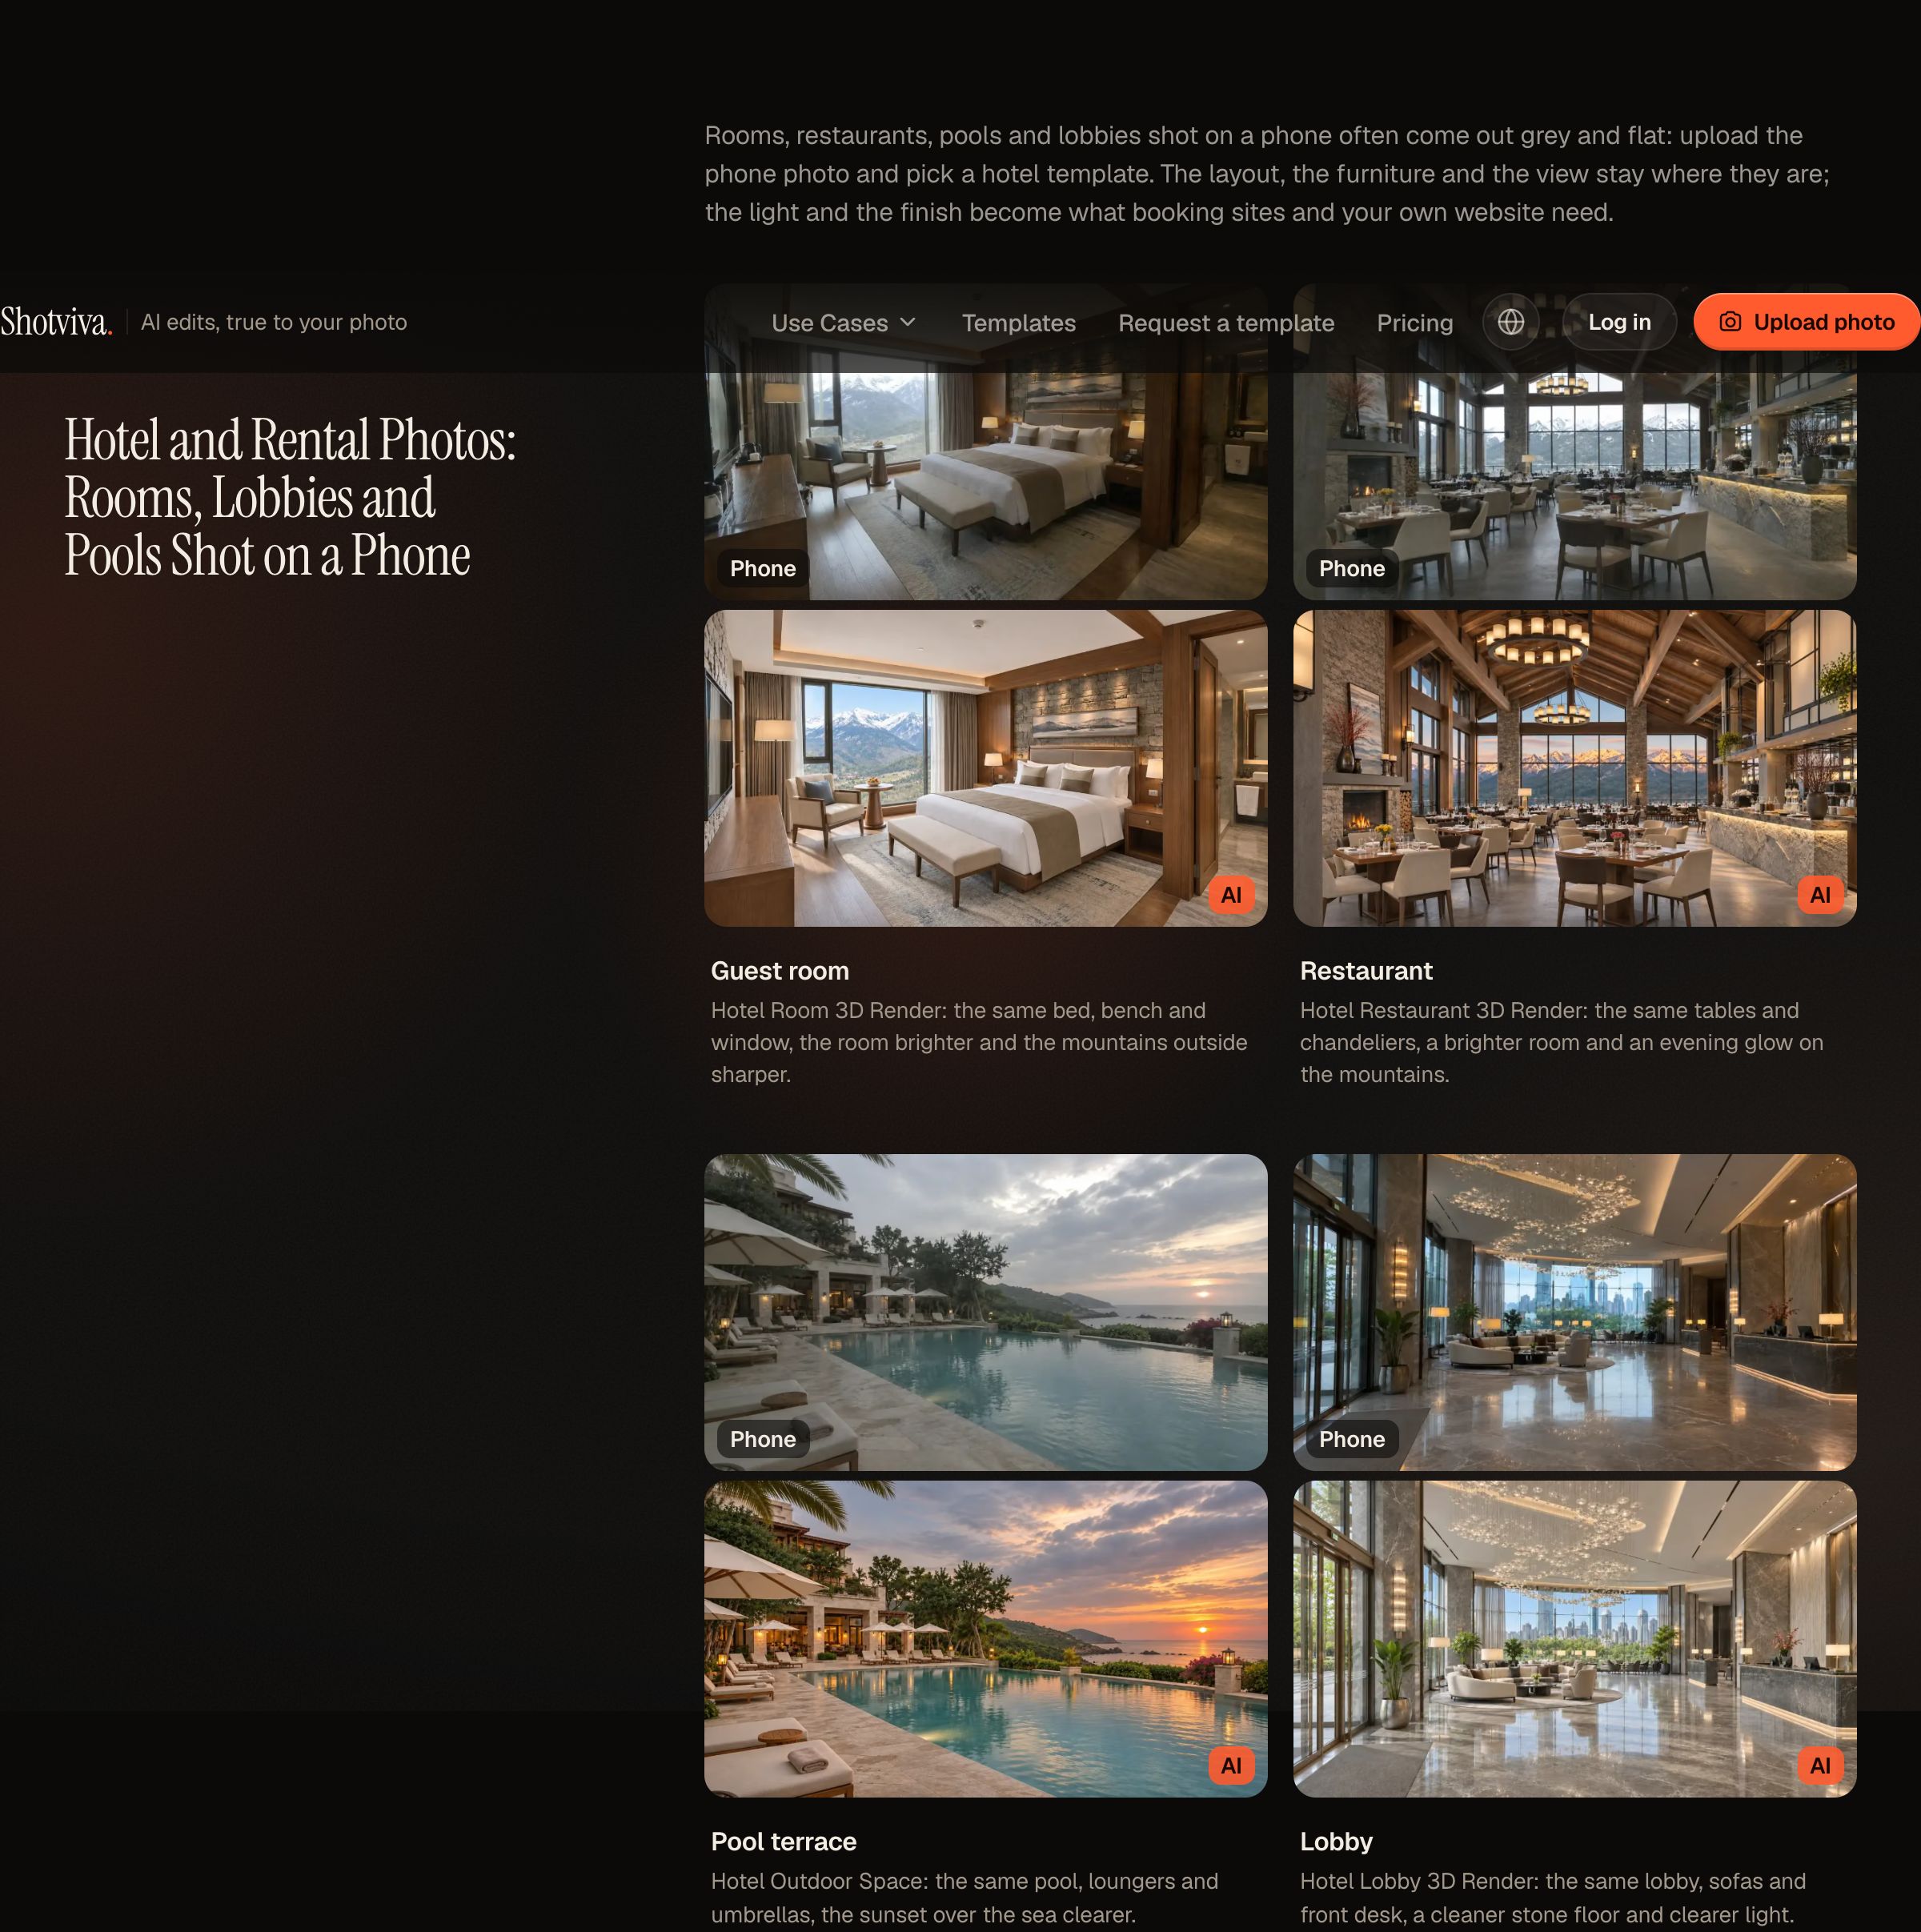 Rooms, restaurants, pools and lobbies shot on a phone often come out grey and flat: upload the
phone photo and pick a hotel template. The layout, the furniture and the view stay where they are;
the light and the finish become what booking sites and your own website need.
Shotviva. AI edits, true to your photo Use Cases Templates Request a template Pricing Log in Upload photo
Hotel and Rental Photos:
Rooms, Lobbies and
Pools Shot on a Phone
Phone
Phone
AI
AI
Guest room
Hotel Room 3D Render: the same bed, bench and
window, the room brighter and the mountains outside
sharper.
Restaurant
Hotel Restaurant 3D Render: the same tables and
chandeliers, a brighter room and an evening glow on
the mountains.
Phone
Phone
AI
AI
Pool terrace
Hotel Outdoor Space: the same pool, loungers and
umbrellas, the sunset over the sea clearer.
Lobby
Hotel Lobby 3D Render: the same lobby, sofas and
front desk, a cleaner stone floor and clearer light.